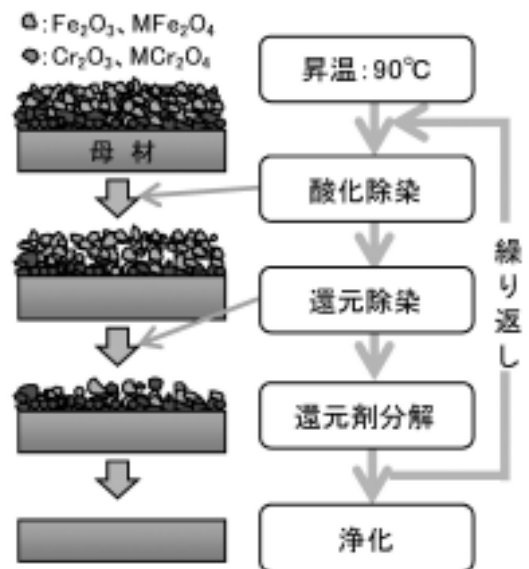 :Fe₂O₃、MFe₂O₄
:Cr₂O₃、MCr₂O₄
母 材
昇温:90℃
酸化除染
還元除染
還元剤分解
浄化
繰り返し